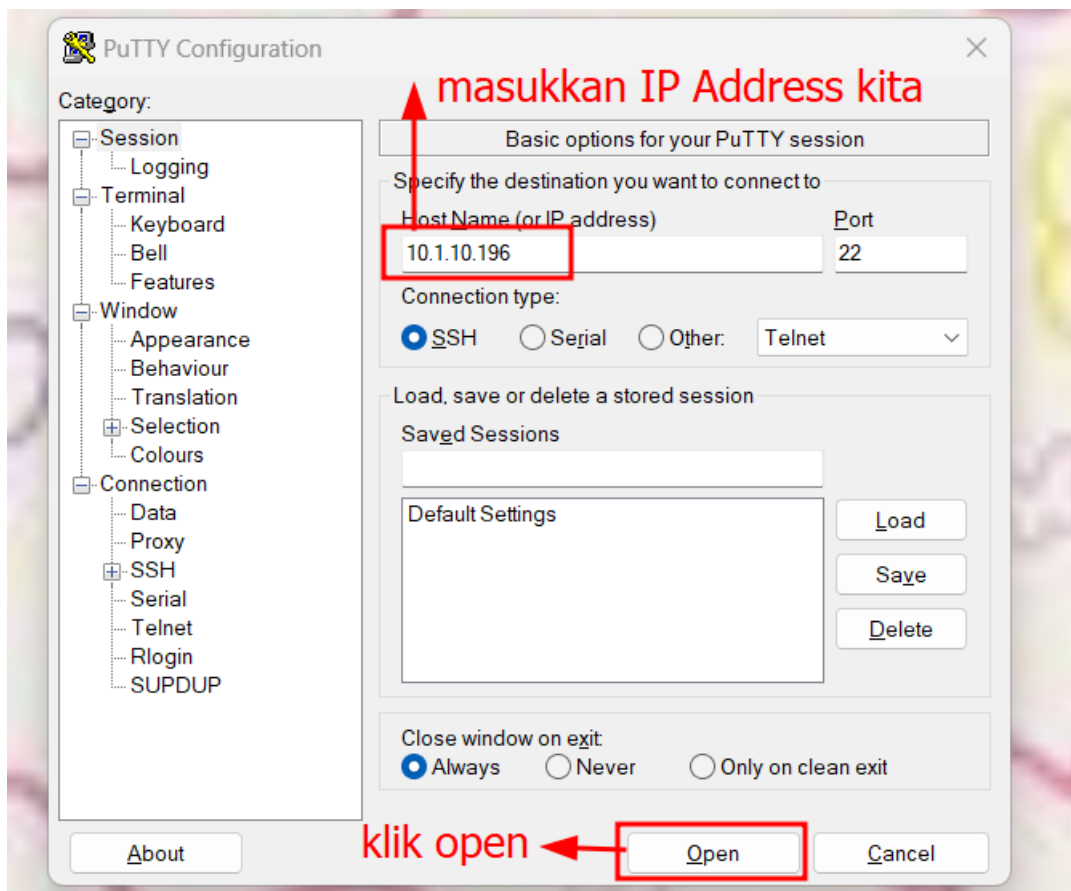 PuTTY Configuration
masukkan IP Address kita
Category:
Session
Logging
Terminal
Keyboard
Bell
Features
Window
Appearance
Behaviour
Translation
Selection
Colours
Connection
Data
Proxy
SSH
Serial
Telnet
Rlogin
SUPDUP
Basic options for your PuTTY session
Specify the destination you want to connect to
Host Name (or IP address)
Port
10.1.10.196
22
Connection type:
SSH
Serial
Other:
Telnet
Load, save or delete a stored session
Saved Sessions
Default Settings
Load
Save
Delete
Close window on exit:
Always
Never
Only on clean exit
klik open
About
Open
Cancel